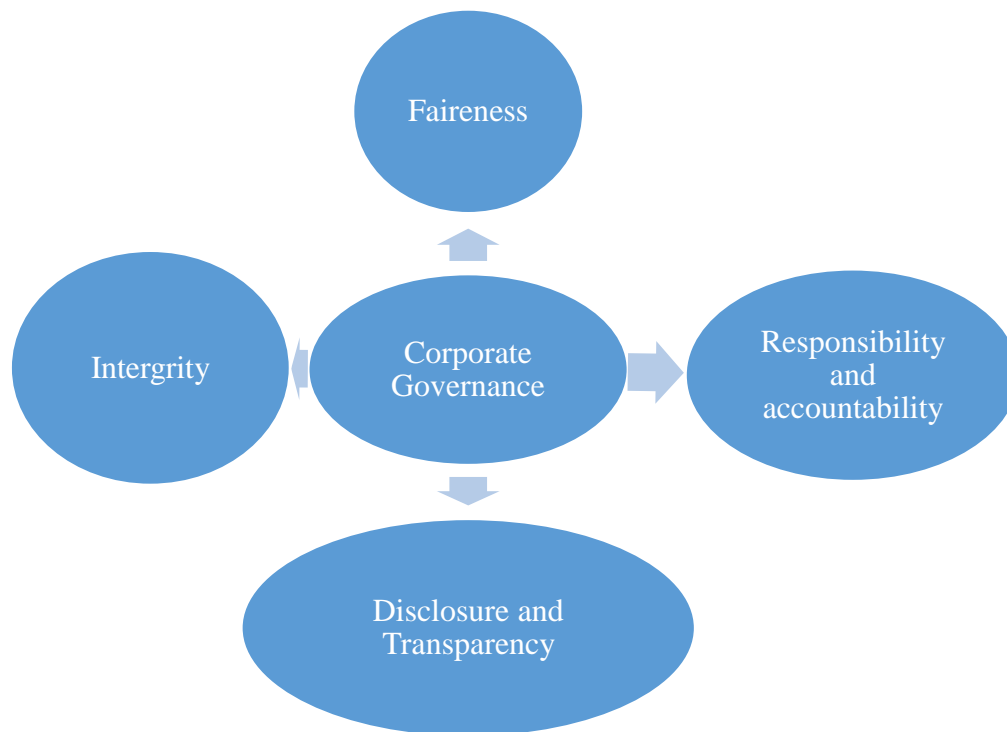 Faireness
Intergrity
Corporate
Governance
Responsibility
and
accountability
Disclosure and
Transparency